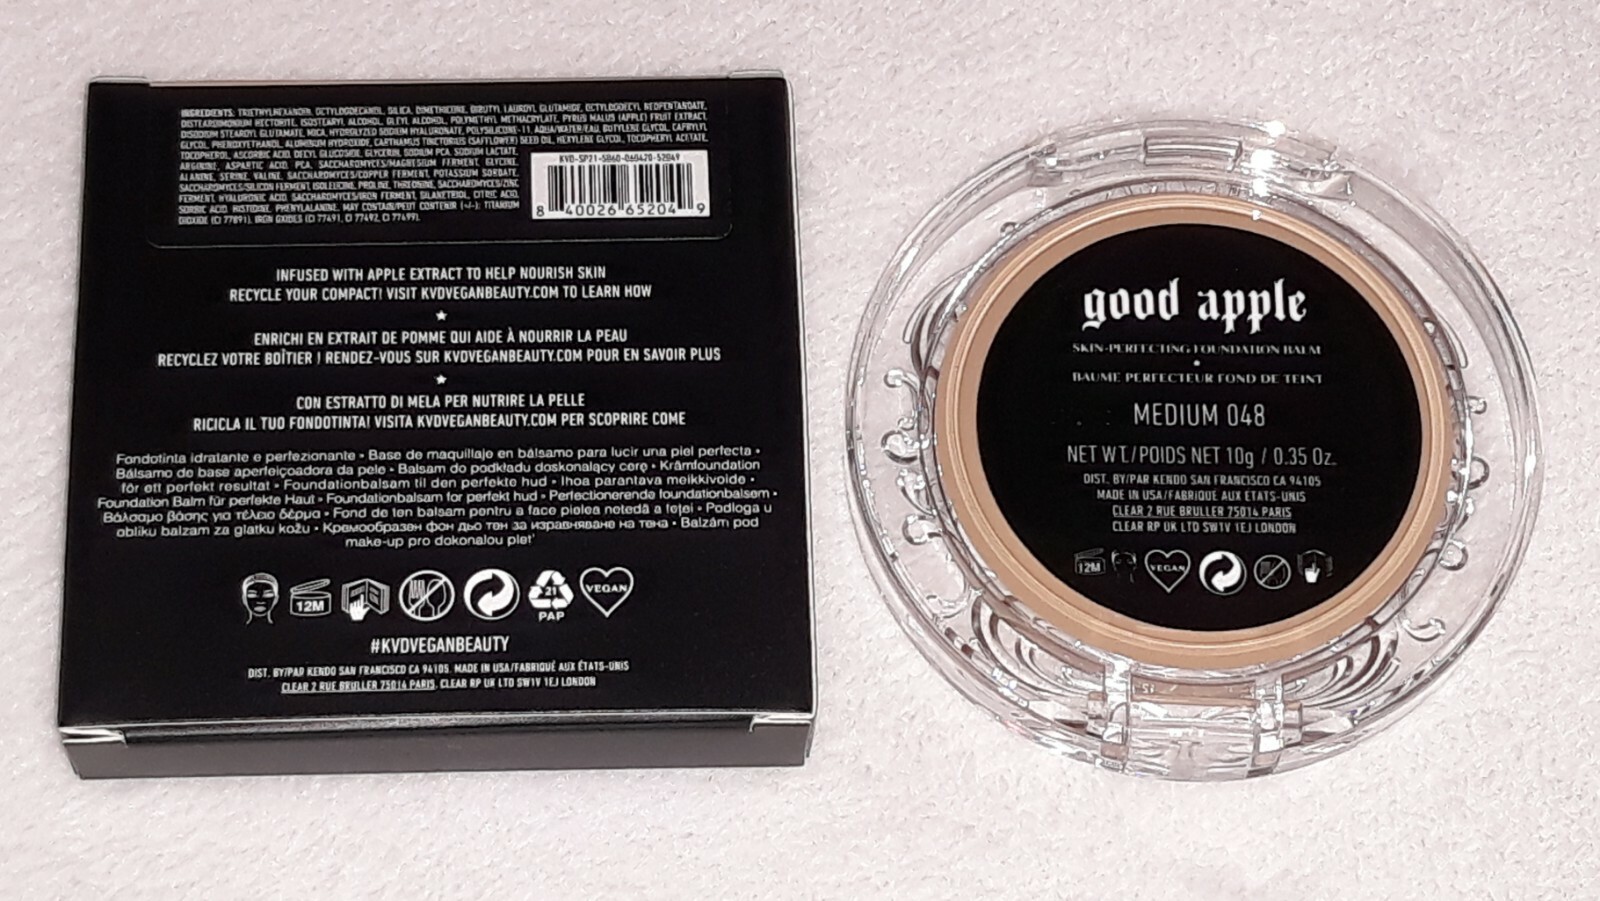 INGREDIENTS: TRIETHYLHEXANOIN, OCTYLDODECANOL, SILICA, DIMETHICONE, DIBUTYL LAUROYL GLUTAMIDE, OCTYLDODECYL NEOPENTANOATE,
DISTEARDIMONIUM HECTORITE, ISOSTEARYL ALCOHOL, OLEYL ALCOHOL, POLYMETHYL METHACRYLATE, PYRUS MALUS (APPLE) FRUIT EXTRACT,
DISODIUM STEAROYL GLUTAMATE, MICA, HYDROLYZED SODIUM HYALURONATE, POLYSILICONE-11, AQUA/WATER/EAU, BUTYLENE GLYCOL, CAPRYLYL
GLYCOL, PHENOXYETHANOL, ALUMINUM HYDROXIDE, CARTHAMUS TINCTORIUS (SAFFLOWER) SEED OIL, HEXYLENE GLYCOL, TOCOPHERYL ACETATE,
TOCOPHEROL, ASCORBIC ACID, DECYL GLUCOSIDE, GLYCERIN, SODIUM PCA, SODIUM LACTATE,
ARGININE, ASPARTIC ACID, PCA, SACCHAROMYCES/MAGNESIUM FERMENT, GLYCINE,
ALANINE, SERINE, VALINE, SACCHAROMYCES/COPPER FERMENT, POTASSIUM SORBATE,
SACCHAROMYCES/SILICON FERMENT, ISOLEUCINE, PROLINE, THREONINE, SACCHAROMYCES/ZINC
FERMENT, HYALURONIC ACID, SACCHAROMYCES/IRON FERMENT, SILANETRIOL, CITRIC ACID,
SORBIC ACID, HISTIDINE, PHENYLALANINE, MAY CONTAIN/PEUT CONTENIR (+/-): TITANIUM
DIOXIDE (CI 77891), IRON OXIDES (CI 77491, CI 77492, CI 77499).
8 40026 65204 9
INFUSED WITH APPLE EXTRACT TO HELP NOURISH SKIN
RECYCLE YOUR COMPACT! VISIT KVDVEGANBEAUTY.COM TO LEARN HOW
ENRICHI EN EXTRAIT DE POMME QUI AIDE À NOURRIR LA PEAU
RECYCLEZ VOTRE BOÎTIER ! RENDEZ-VOUS SUR KVDVEGANBEAUTY.COM POUR EN SAVOIR PLUS
CON ESTRATTO DI MELA PER NUTRIRE LA PELLE
RICICLA IL TUO FONDOTINTA! VISITA KVDVEGANBEAUTY.COM PER SCOPRIRE COME
Fondotinta idratante e perfezionante • Base de maquillaje en bálsamo para lucir una piel perfecta •
Bálsamo de base aperfeiçoadora da pele • Balsam do podkładu doskonalący cerę • Krämfoundation
för ett perfekt resultat • Foundationbalsam til den perfekte hud • Ihoa parantava meikkivoide •
Foundation Balm für perfekte Haut • Foundationbalsam for perfekt hud • Perfectionerende foundationbalsem •
Βάλσαμο βάσης για τέλειο δέρμα • Fond de ten balsam pentru a face pielea netedă a feței • Podloga u
obliku balzam za glatku kožu • Кремообразен фон дьо тен за изравняване на тена • Balzám pod
make-up pro dokonalou pleť
12M
21
PAP
VEGAN
#KVDVEGANBEAUTY
DIST. BY/PAR KENDO SAN FRANCISCO CA 94105. MADE IN USA/FABRIQUÉ AUX ÉTATS-UNIS
CLEAR 2 RUE BRULLER 75014 PARIS. CLEAR RP UK LTD SW1V 1EJ LONDON
good apple
SKIN-PERFECTING FOUNDATION BALM
BAUME PERFECTEUR FOND DE TEINT
MEDIUM 048
NET WT./POIDS NET 10g / 0.35 Oz.
DIST. BY/PAR KENDO SAN FRANCISCO CA 94105
MADE IN USA/FABRIQUE AUX ETATS-UNIS
CLEAR 2 RUE BRULLER 75014 PARIS
CLEAR RP UK LTD SW1V 1EJ LONDON
12M
VEGAN